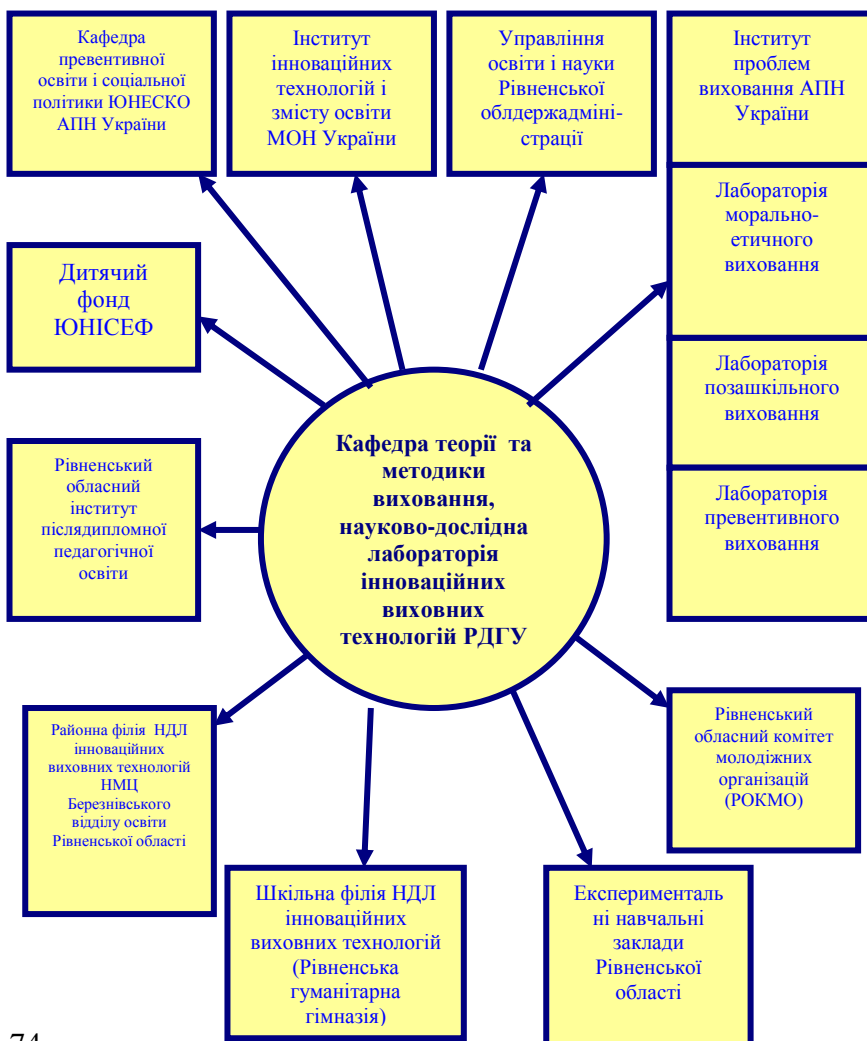 Кафедра
превентивної
освіти і соціальної
політики ЮНЕСКО
АПН України
Інститут
інноваційних
технологій і
змісту освіти
МОН України
Управління
освіти і науки
Рівненської
облдержадміні-
страції
Інститут
проблем
виховання АПН
України
Лабораторія
морально-
етичного
виховання
Дитячий
фонд
ЮНІСЕФ
Лабораторія
позашкільного
виховання
Кафедра теорії та
методики
виховання,
науково-дослідна
лабораторія
інноваційних
виховних
технологій РДГУ
Рівненський
обласний
інститут
післядипломної
педагогічної
освіти
Лабораторія
превентивного
виховання
Районна філія НДЛ
інноваційних
виховних технологій
НМЦ
Березнівського
відділу освіти
Рівненської області
Рівненський
обласний комітет
молодіжних
організацій
(РОКМО)
Шкільна філія НДЛ
інноваційних
виховних технологій
(Рівненська
гуманітарна
гімназія)
Експерименталь
ні навчальні
заклади
Рівненської
області
74